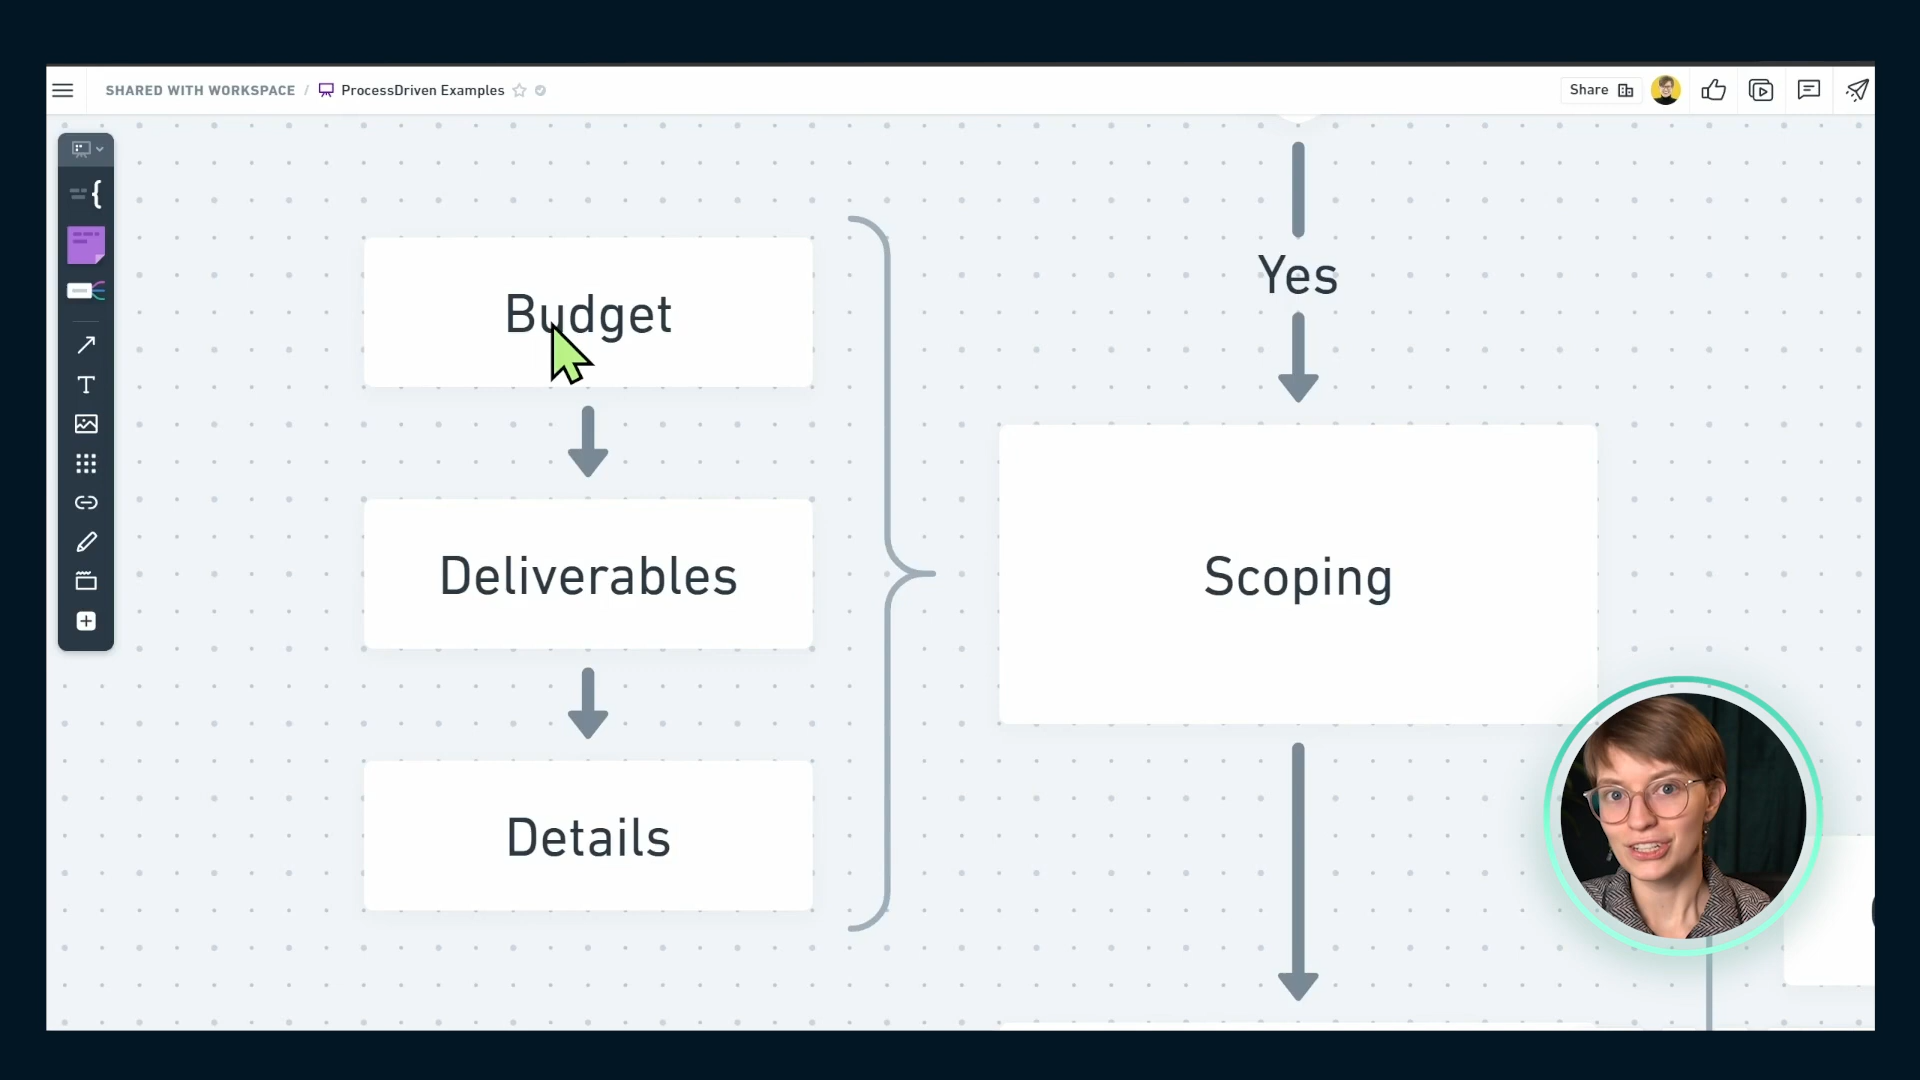 SHARED WITH WORKSPACE / ProcessDriven Examples
Share
Budget
Deliverables
Details
Yes
Scoping